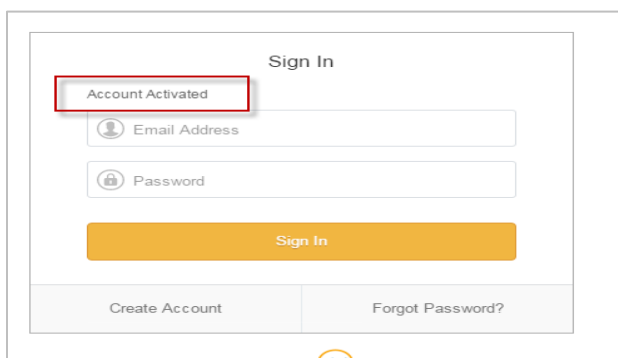 Sign In
Account Activated
Email Address
Password
Sign In
Create Account Forgot Password?